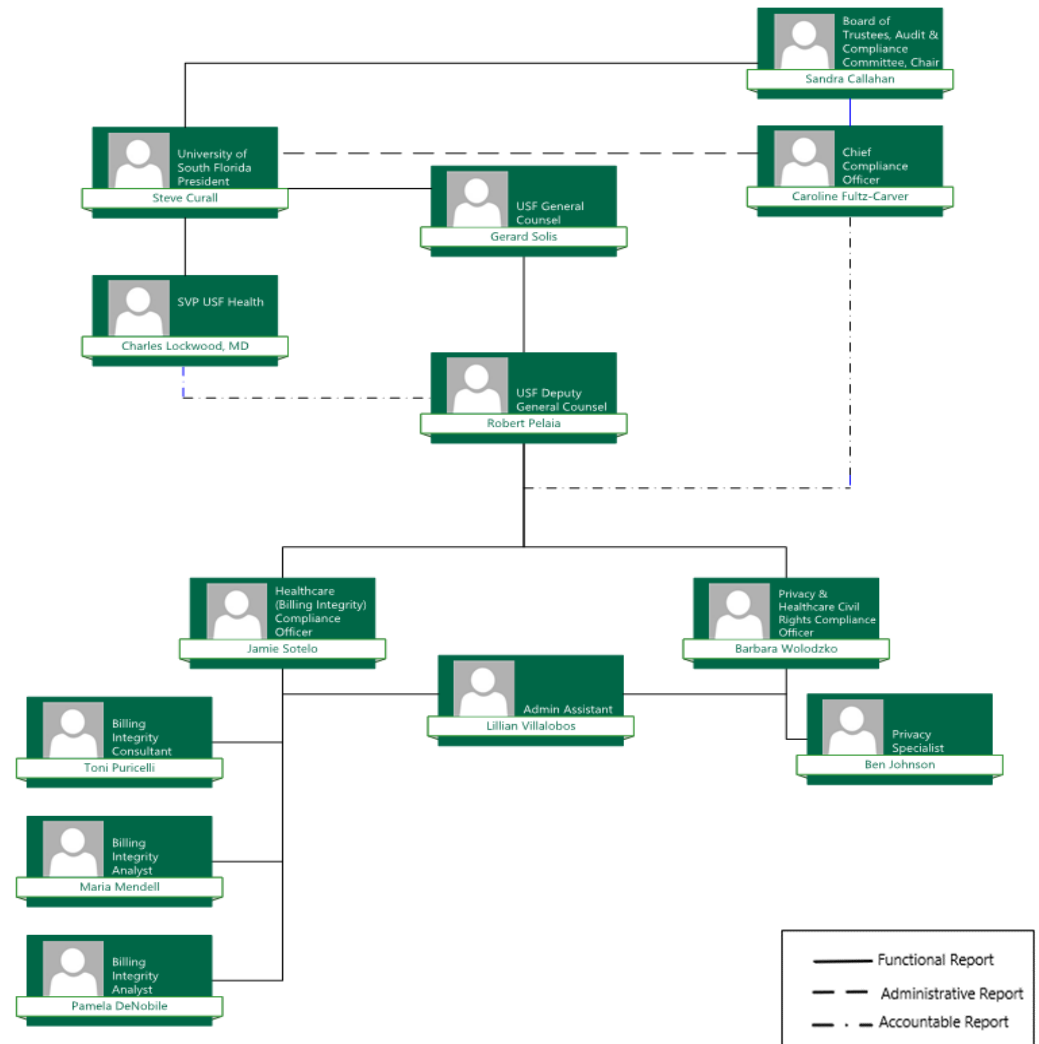 Board of
Trustees, Audit &
Compliance
Committee, Chair
Sandra Callahan
University of
South Florida
President
Steve Curall
Chief
Compliance
Officer
Caroline Fultz-Carver
USF General
Counsel
Gerard Solis
SVP USF Health
Charles Lockwood, MD
USF Deputy
General Counsel
Robert Pelaia
Healthcare
(Billing Integrity)
Compliance
Officer
Jamie Sotelo
Privacy &
Healthcare Civil
Rights Compliance
Officer
Barbara Wolodzko
Admin Assistant
Lillian Villalobos
Billing
Integrity
Consultant
Toni Puricelli
Privacy
Specialist
Ben Johnson
Billing
Integrity
Analyst
Maria Mendell
Billing
Integrity
Analyst
Pamela DeNobile
Functional Report
Administrative Report
Accountable Report